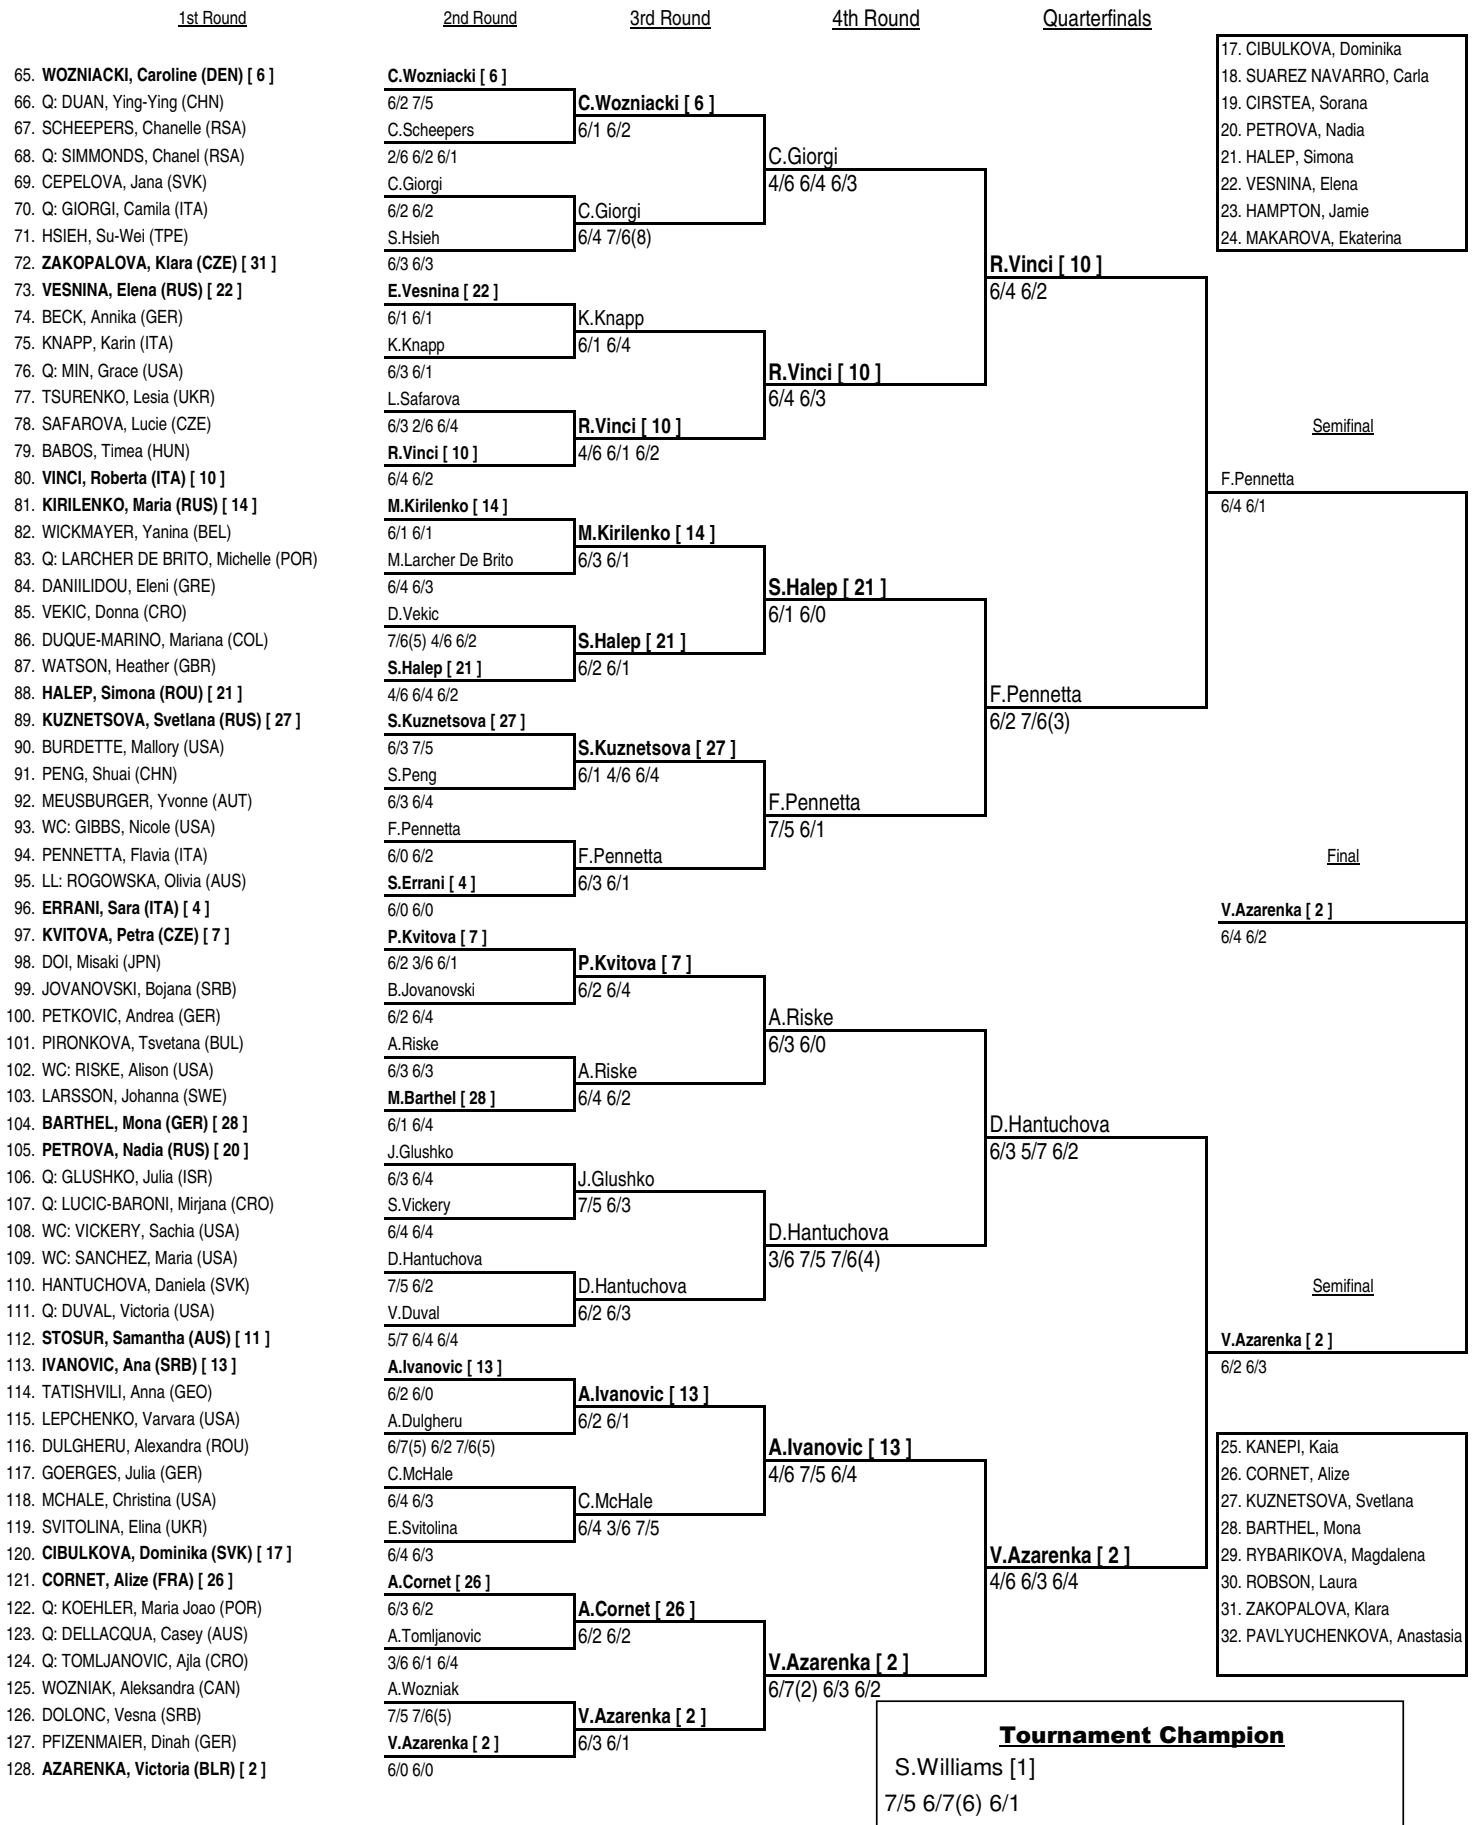 1st Round 2nd Round 3rd Round 4th Round Quarterfinals
17. CIBULKOVA, Dominika
18. SUAREZ NAVARRO, Carla
19. CIRSTEA, Sorana
20. PETROVA, Nadia
21. HALEP, Simona
22. VESNINA, Elena
23. HAMPTON, Jamie
24. MAKAROVA, Ekaterina
65. WOZNIACKI, Caroline (DEN) [ 6 ]
66. Q: DUAN, Ying-Ying (CHN)
67. SCHEEPERS, Chanelle (RSA)
68. Q: SIMMONDS, Chanel (RSA)
69. CEPELOVA, Jana (SVK)
70. Q: GIORGI, Camila (ITA)
71. HSIEH, Su-Wei (TPE)
72. ZAKOPALOVA, Klara (CZE) [ 31 ]
73. VESNINA, Elena (RUS) [ 22 ]
74. BECK, Annika (GER)
75. KNAPP, Karin (ITA)
76. Q: MIN, Grace (USA)
77. TSURENKO, Lesia (UKR)
78. SAFAROVA, Lucie (CZE)
79. BABOS, Timea (HUN)
80. VINCI, Roberta (ITA) [ 10 ]
81. KIRILENKO, Maria (RUS) [ 14 ]
82. WICKMAYER, Yanina (BEL)
83. Q: LARCHER DE BRITO, Michelle (POR)
84. DANIILIDOU, Eleni (GRE)
85. VEKIC, Donna (CRO)
86. DUQUE-MARINO, Mariana (COL)
87. WATSON, Heather (GBR)
88. HALEP, Simona (ROU) [ 21 ]
89. KUZNETSOVA, Svetlana (RUS) [ 27 ]
90. BURDETTE, Mallory (USA)
91. PENG, Shuai (CHN)
92. MEUSBURGER, Yvonne (AUT)
93. WC: GIBBS, Nicole (USA)
94. PENNETTA, Flavia (ITA)
95. LL: ROGOWSKA, Olivia (AUS)
96. ERRANI, Sara (ITA) [ 4 ]
97. KVITOVA, Petra (CZE) [ 7 ]
98. DOI, Misaki (JPN)
99. JOVANOVSKI, Bojana (SRB)
100. PETKOVIC, Andrea (GER)
101. PIRONKOVA, Tsvetana (BUL)
102. WC: RISKE, Alison (USA)
103. LARSSON, Johanna (SWE)
104. BARTHEL, Mona (GER) [ 28 ]
105. PETROVA, Nadia (RUS) [ 20 ]
106. Q: GLUSHKO, Julia (ISR)
107. Q: LUCIC-BARONI, Mirjana (CRO)
108. WC: VICKERY, Sachia (USA)
109. WC: SANCHEZ, Maria (USA)
110. HANTUCHOVA, Daniela (SVK)
111. Q: DUVAL, Victoria (USA)
112. STOSUR, Samantha (AUS) [ 11 ]
113. IVANOVIC, Ana (SRB) [ 13 ]
114. TATISHVILI, Anna (GEO)
115. LEPCHENKO, Varvara (USA)
116. DULGHERU, Alexandra (ROU)
117. GOERGES, Julia (GER)
118. MCHALE, Christina (USA)
119. SVITOLINA, Elina (UKR)
120. CIBULKOVA, Dominika (SVK) [ 17 ]
121. CORNET, Alize (FRA) [ 26 ]
122. Q: KOEHLER, Maria Joao (POR)
123. Q: DELLACQUA, Casey (AUS)
124. Q: TOMLJANOVIC, Ajla (CRO)
125. WOZNIAK, Aleksandra (CAN)
126. DOLONC, Vesna (SRB)
127. PFIZENMAIER, Dinah (GER)
128. AZARENKA, Victoria (BLR) [ 2 ]
C.Wozniacki [ 6 ]
6/2 7/5
C.Scheepers
2/6 6/2 6/1
C.Giorgi
6/2 6/2
S.Hsieh
6/3 6/3
E.Vesnina [ 22 ]
6/1 6/1
K.Knapp
6/3 6/1
L.Safarova
6/3 2/6 6/4
R.Vinci [ 10 ]
6/4 6/2
M.Kirilenko [ 14 ]
6/1 6/1
M.Larcher De Brito
6/4 6/3
D.Vekic
7/6(5) 4/6 6/2
S.Halep [ 21 ]
4/6 6/4 6/2
S.Kuznetsova [ 27 ]
6/3 7/5
S.Peng
6/3 6/4
F.Pennetta
6/0 6/2
S.Errani [ 4 ]
6/0 6/0
P.Kvitova [ 7 ]
6/2 3/6 6/1
B.Jovanovski
6/2 6/4
A.Riske
6/3 6/3
M.Barthel [ 28 ]
6/1 6/4
J.Glushko
6/3 6/4
S.Vickery
6/4 6/4
D.Hantuchova
7/5 6/2
V.Duval
5/7 6/4 6/4
A.Ivanovic [ 13 ]
6/2 6/0
A.Dulgheru
6/7(5) 6/2 7/6(5)
C.McHale
6/4 6/3
E.Svitolina
6/4 6/3
A.Cornet [ 26 ]
6/3 6/2
A.Tomljanovic
3/6 6/1 6/4
A.Wozniak
7/5 7/6(5)
V.Azarenka [ 2 ]
6/0 6/0
C.Wozniacki [ 6 ]
6/1 6/2
C.Giorgi
6/4 7/6(8)
K.Knapp
6/1 6/4
R.Vinci [ 10 ]
4/6 6/1 6/2
M.Kirilenko [ 14 ]
6/3 6/1
S.Halep [ 21 ]
6/2 6/1
S.Kuznetsova [ 27 ]
6/1 4/6 6/4
F.Pennetta
6/3 6/1
P.Kvitova [ 7 ]
6/2 6/4
A.Riske
6/4 6/2
J.Glushko
7/5 6/3
D.Hantuchova
6/2 6/3
A.Ivanovic [ 13 ]
6/2 6/1
C.McHale
6/4 3/6 7/5
A.Cornet [ 26 ]
6/2 6/2
V.Azarenka [ 2 ]
6/3 6/1
C.Giorgi
4/6 6/4 6/3
R.Vinci [ 10 ]
6/4 6/3
S.Halep [ 21 ]
6/1 6/0
F.Pennetta
7/5 6/1
A.Riske
6/3 6/0
D.Hantuchova
3/6 7/5 7/6(4)
A.Ivanovic [ 13 ]
4/6 7/5 6/4
V.Azarenka [ 2 ]
6/7(2) 6/3 6/2
R.Vinci [ 10 ]
6/4 6/2
F.Pennetta
6/2 7/6(3)
D.Hantuchova
6/3 5/7 6/2
V.Azarenka [ 2 ]
4/6 6/3 6/4
Semifinal
F.Pennetta
6/4 6/1
Final
V.Azarenka [ 2 ]
6/4 6/2
Semifinal
V.Azarenka [ 2 ]
6/2 6/3
25. KANEPI, Kaia
26. CORNET, Alize
27. KUZNETSOVA, Svetlana
28. BARTHEL, Mona
29. RYBARIKOVA, Magdalena
30. ROBSON, Laura
31. ZAKOPALOVA, Klara
32. PAVLYUCHENKOVA, Anastasia
Tournament Champion
S.Williams [1]
7/5 6/7(6) 6/1